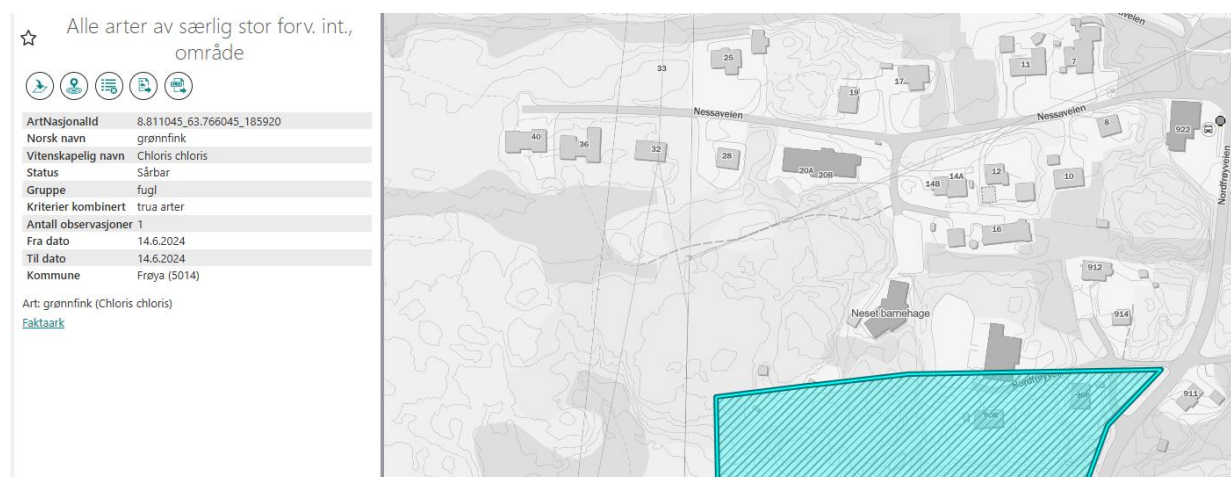 Alle arter av særlig stor forv. int.,
område
ArtNasjonalId 8.811045_63.766045_185920
Norsk navn grønnfink
Vitenskapelig navn Chloris chloris
Status Sårbar
Gruppe fugl
Kriterier kombinert trua arter
Antall observasjoner 1
Fra dato 14.6.2024
Til dato 14.6.2024
Kommune Frøya (5014)
Art: grønnfink (Chloris chloris)
Faktaark
25
33
11
7
17
19
Nessaveien
Nessaveien
8
922
40
36
32
28
20A
20B
14B
14A
12
10
Nordfrøyveien
16
912
Neset barnehage
914
911
908